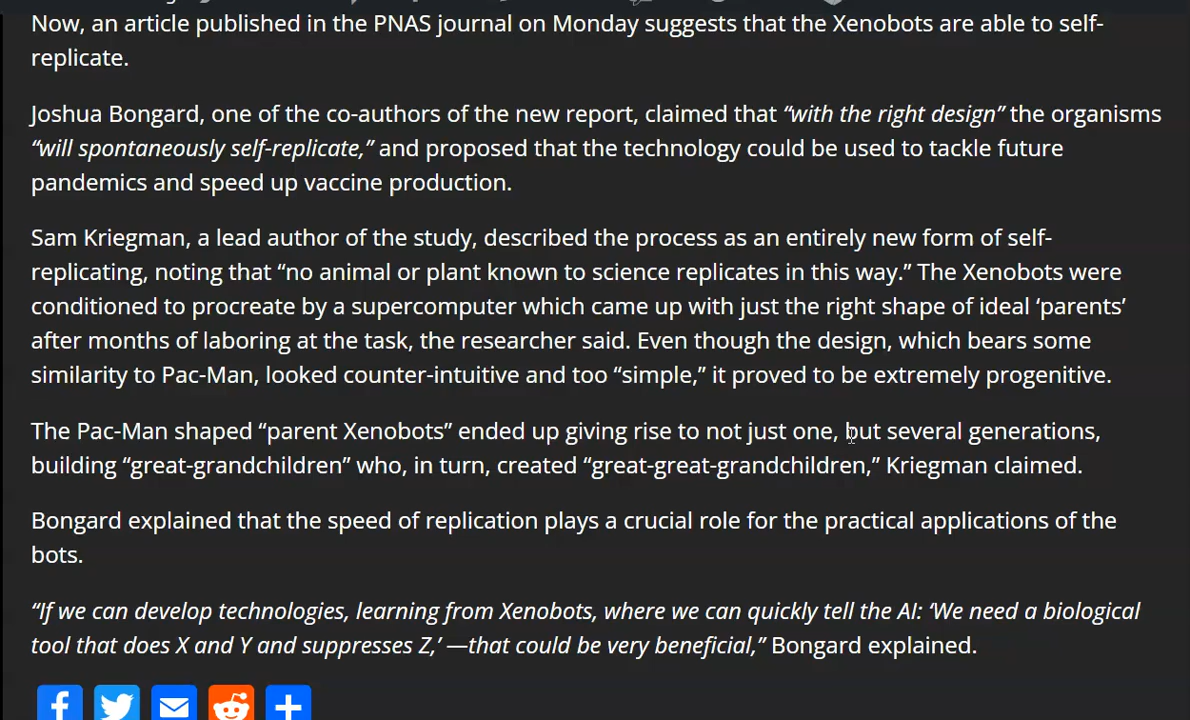 Now, an article published in the PNAS journal on Monday suggests that the Xenobots are able to self-
replicate.
Joshua Bongard, one of the co-authors of the new report, claimed that “with the right design” the organisms
“will spontaneously self-replicate,” and proposed that the technology could be used to tackle future
pandemics and speed up vaccine production.
Sam Kriegman, a lead author of the study, described the process as an entirely new form of self-
replicating, noting that “no animal or plant known to science replicates in this way.” The Xenobots were
conditioned to procreate by a supercomputer which came up with just the right shape of ideal ‘parents’
after months of laboring at the task, the researcher said. Even though the design, which bears some
similarity to Pac-Man, looked counter-intuitive and too “simple,” it proved to be extremely progenitive.
The Pac-Man shaped “parent Xenobots” ended up giving rise to not just one, but several generations,
building “great-grandchildren” who, in turn, created “great-great-grandchildren,” Kriegman claimed.
Bongard explained that the speed of replication plays a crucial role for the practical applications of the
bots.
“If we can develop technologies, learning from Xenobots, where we can quickly tell the AI: ‘We need a biological
tool that does X and Y and suppresses Z,’ —that could be very beneficial,” Bongard explained.